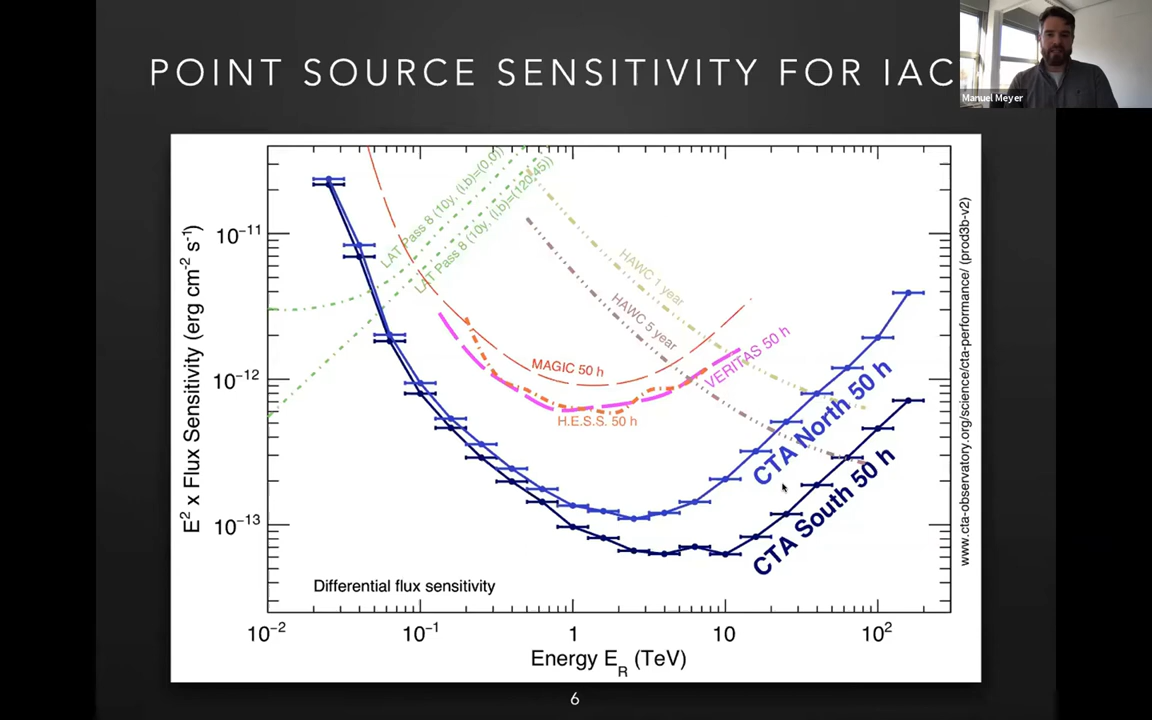 POINT SOURCE SENSITIVITY FOR IAC
Manuel Meyer
E² x Flux Sensitivity (erg cm⁻² s⁻¹)
10⁻¹¹
10⁻¹²
10⁻¹³
LAT Pass 8 (10y, (l,b)=(0,0))
LAT Pass 8 (10y, (l,b)=(120,45))
HAWC 1 year
HAWC 5 year
MAGIC 50 h
VERITAS 50 h
H.E.S.S. 50 h
CTA North 50 h
CTA South 50 h
Differential flux sensitivity
www.cta-observatory.org/science/cta-performance/ (prod3b-v2)
10⁻² 10⁻¹ 1 10 10²
Energy E_R (TeV)
6